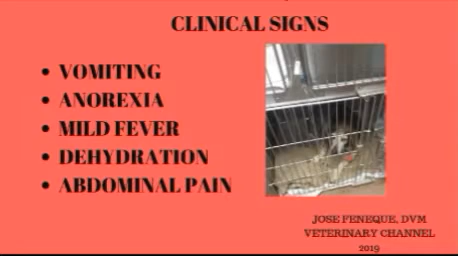 CLINICAL SIGNS
• VOMITING
• ANOREXIA
• MILD FEVER
• DEHYDRATION
• ABDOMINAL PAIN
JOSE FENEQUE, DVM
VETERINARY CHANNEL
2019